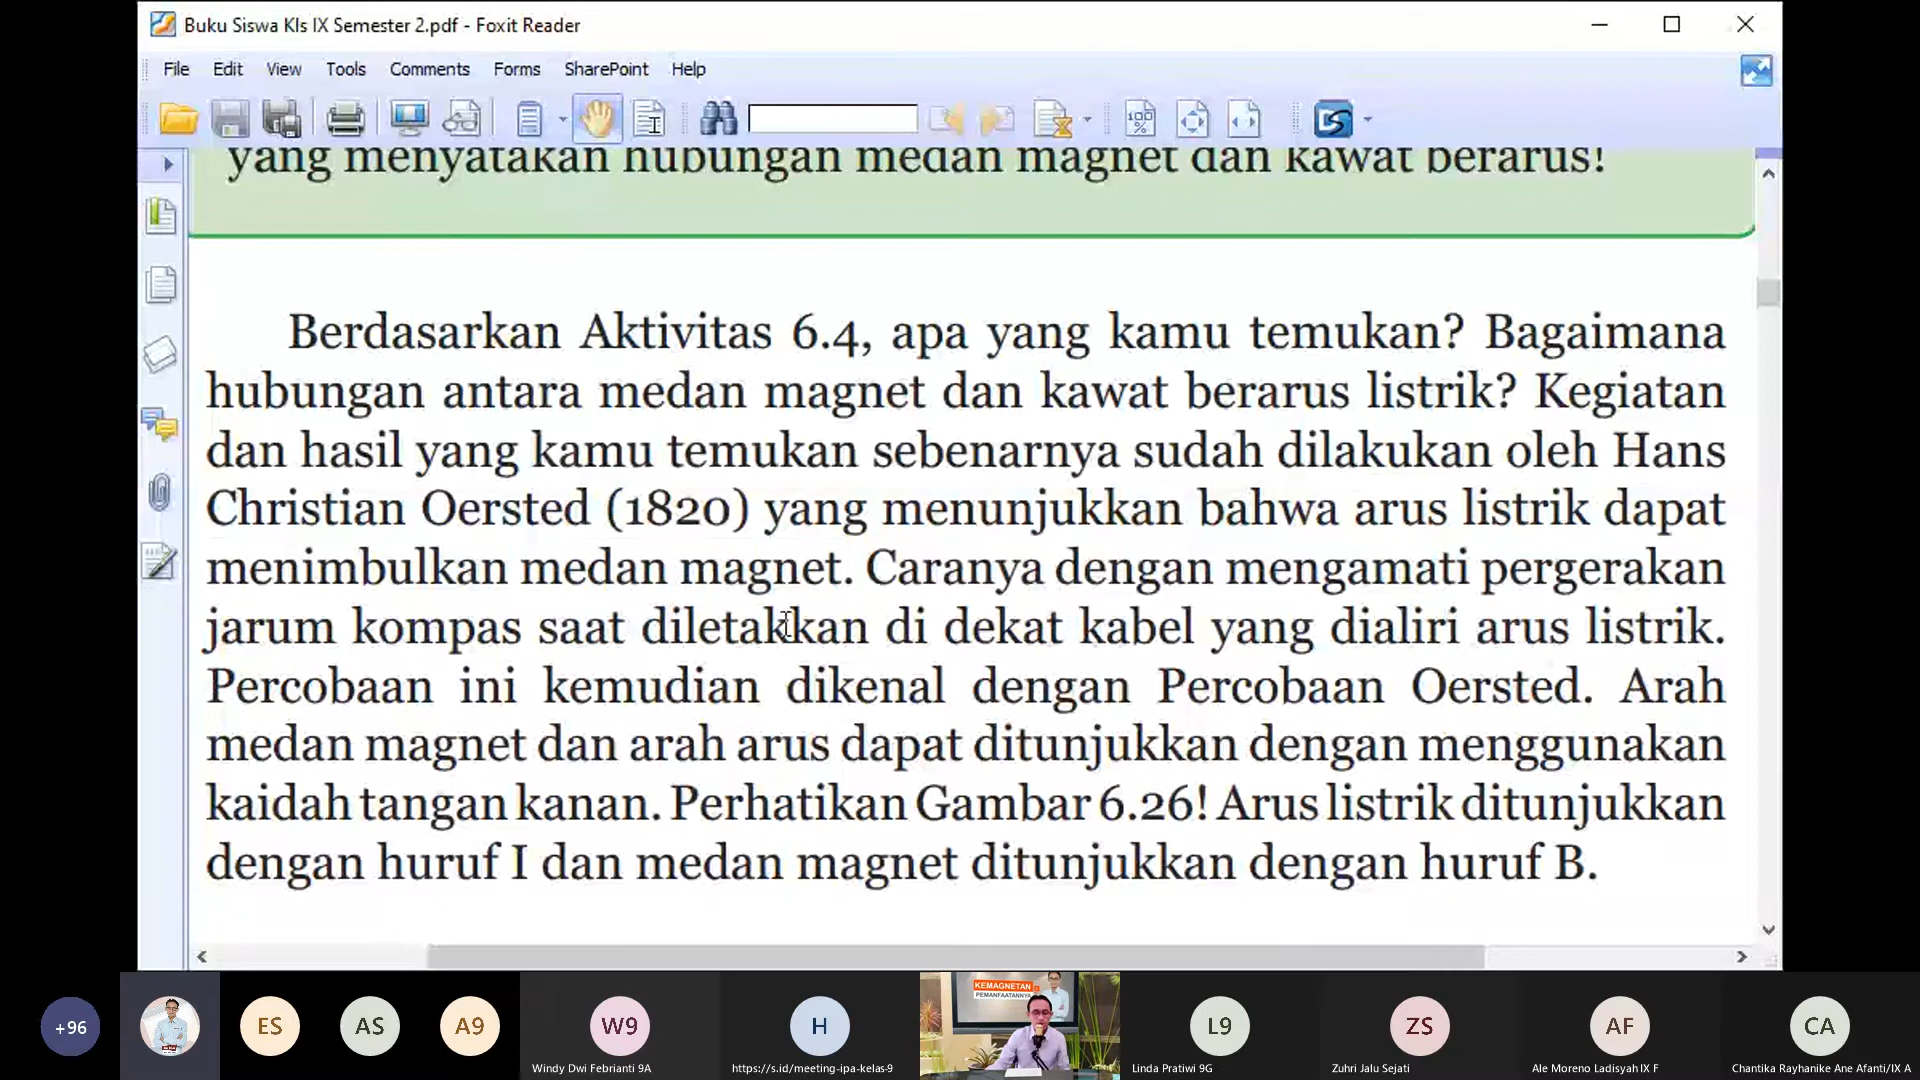 Buku Siswa Kls IX Semester 2.pdf - Foxit Reader
File Edit View Tools Comments Forms SharePoint Help
yang menyatakan hubungan medan magnet dan kawat berarus!
Berdasarkan Aktivitas 6.4, apa yang kamu temukan? Bagaimana
hubungan antara medan magnet dan kawat berarus listrik? Kegiatan
dan hasil yang kamu temukan sebenarnya sudah dilakukan oleh Hans
Christian Oersted (1820) yang menunjukkan bahwa arus listrik dapat
menimbulkan medan magnet. Caranya dengan mengamati pergerakan
jarum kompas saat diletakkan di dekat kabel yang dialiri arus listrik.
Percobaan ini kemudian dikenal dengan Percobaan Oersted. Arah
medan magnet dan arah arus dapat ditunjukkan dengan menggunakan
kaidah tangan kanan. Perhatikan Gambar 6.26! Arus listrik ditunjukkan
dengan huruf I dan medan magnet ditunjukkan dengan huruf B.
+96 ES AS A9 W9 H L9 ZS AF CA
KEMAGNETAN
PEMANFAATANNYA
Windy Dwi Febrianti 9A https://s.id/meeting-ipa-kelas-9 Linda Pratiwi 9G Zuhri Jalu Sejati Ale Moreno Ladisyah IX F Chantika Rayhanike Ane Afanti/IX A